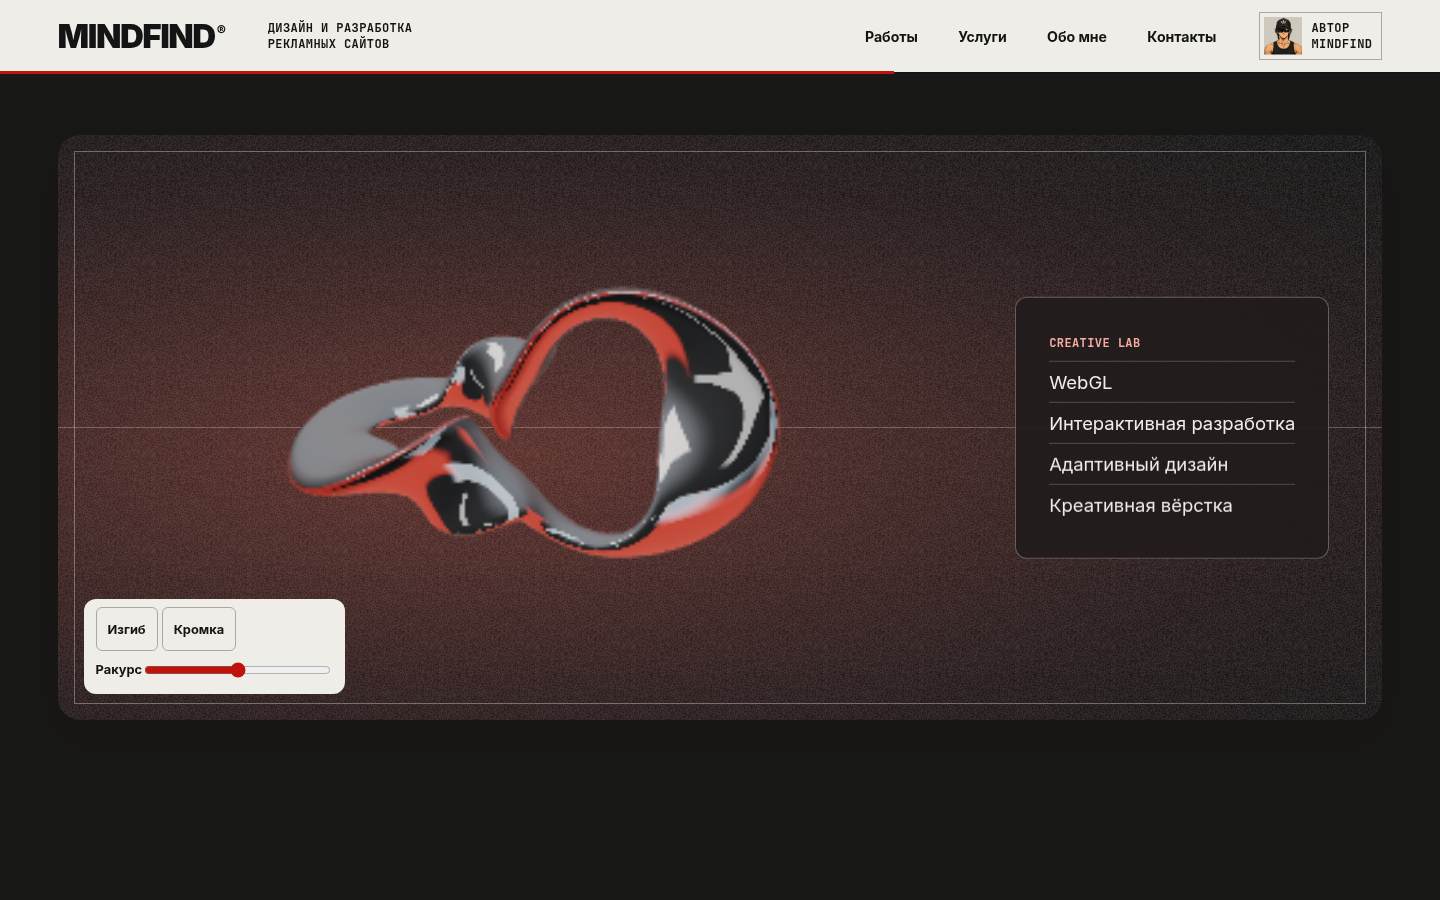 MINDFIND®
ДИЗАЙН И РАЗРАБОТКА
РЕКЛАМНЫХ САЙТОВ
Работы
Услуги
Обо мне
Контакты
АВТОР
MINDFIND
CREATIVE LAB
WebGL
Интерактивная разработка
Адаптивный дизайн
Креативная вёрстка
Изгиб
Кромка
Ракурс